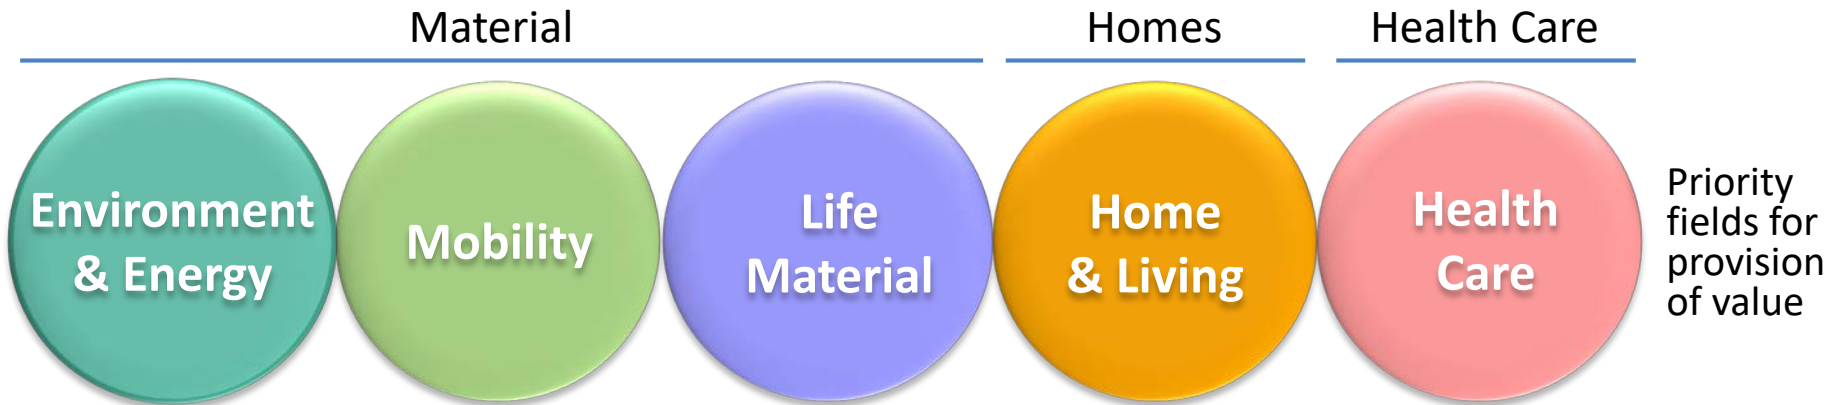 Material
Homes
Health Care
Environment
& Energy
Mobility
Life
Material
Home
& Living
Health
Care
Priority
fields for
provision
of value